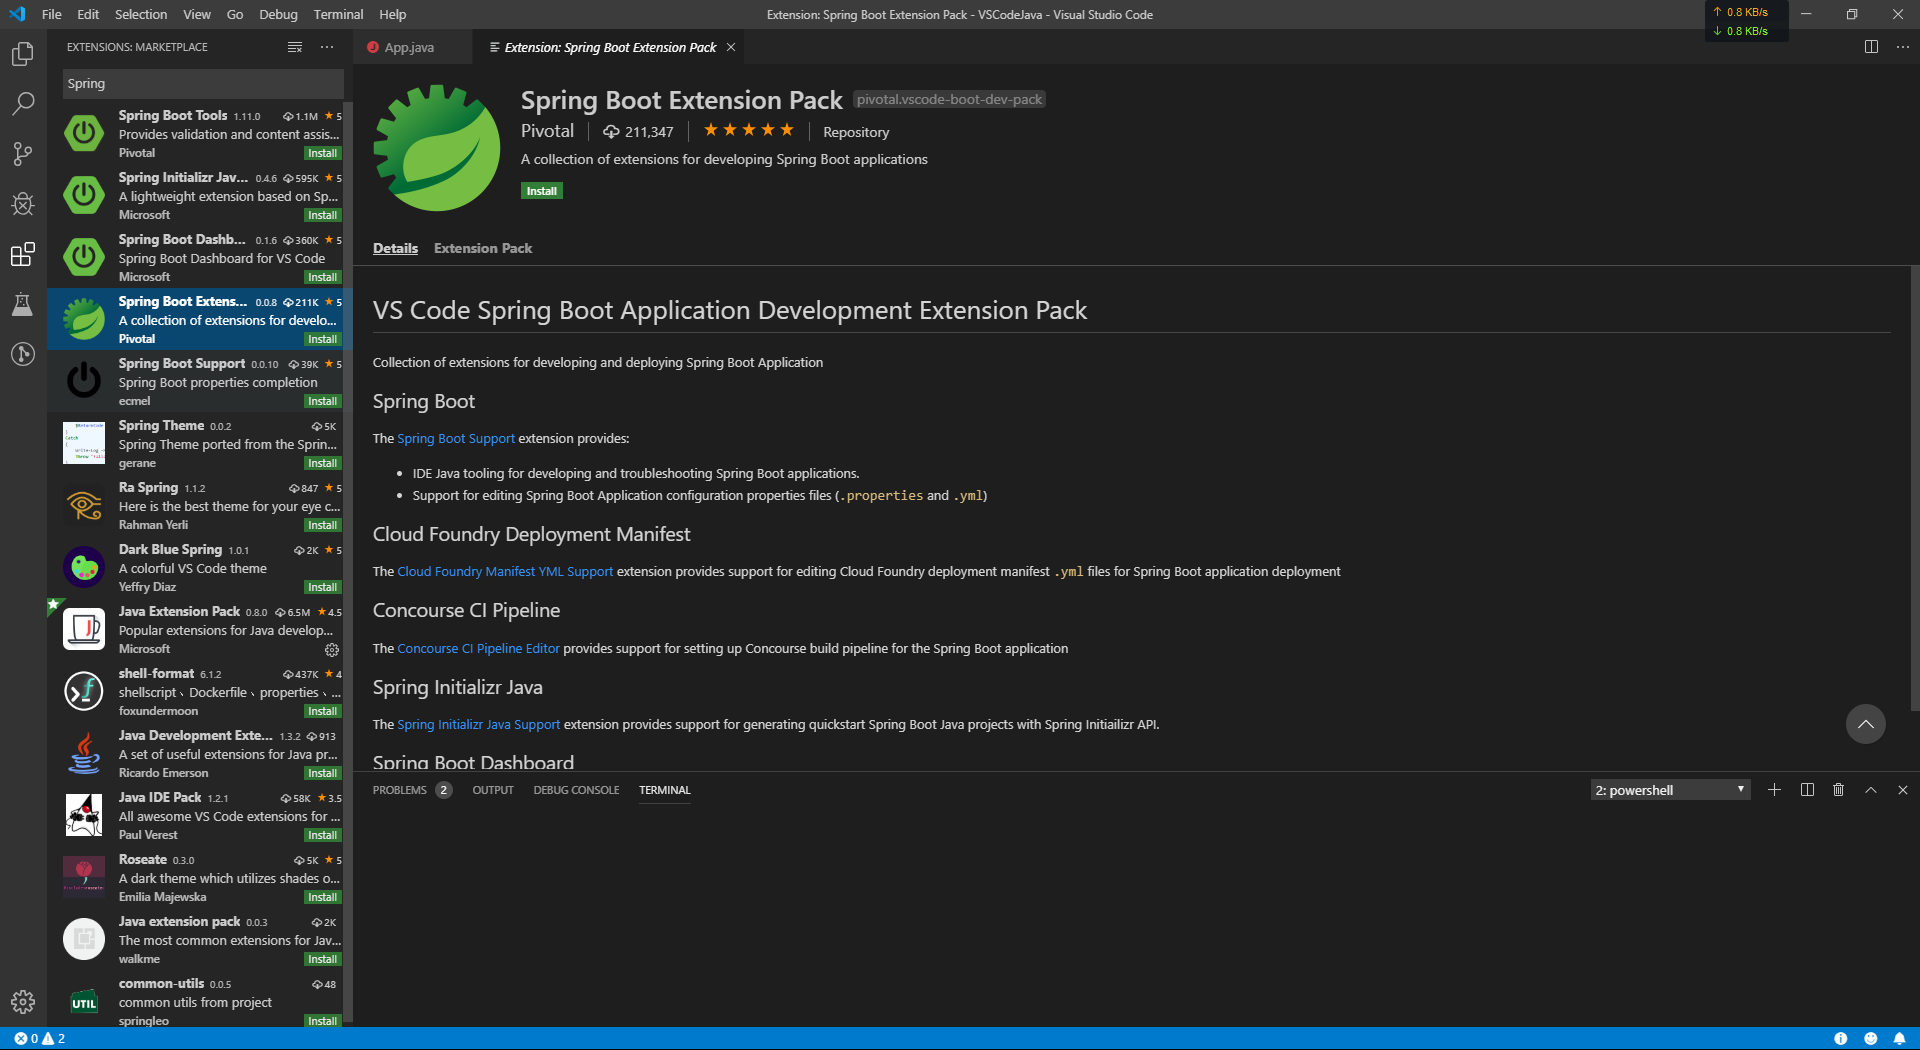 File Edit Selection View Go Debug Terminal Help
Extension: Spring Boot Extension Pack - VSCodeJava - Visual Studio Code
↑ 0.8 KB/s
↓ 0.8 KB/s
EXTENSIONS: MARKETPLACE
Spring
Spring Boot Tools 1.11.0 1.1M ★ 5
Provides validation and content assis...
Pivotal Install
Spring Initializr Jav... 0.4.6 595K ★ 5
A lightweight extension based on Sp...
Microsoft Install
Spring Boot Dashb... 0.1.6 360K ★ 5
Spring Boot Dashboard for VS Code
Microsoft Install
Spring Boot Extens... 0.0.8 211K ★ 5
A collection of extensions for develo...
Pivotal Install
Spring Boot Support 0.0.10 39K ★ 5
Spring Boot properties completion
ecmel Install
Spring Theme 0.0.2 5K
Spring Theme ported from the Sprin...
gerane Install
Ra Spring 1.1.2 847 ★ 5
Here is the best theme for your eye c...
Rahman Yerli Install
Dark Blue Spring 1.0.1 2K ★ 5
A colorful VS Code theme
Yeffry Diaz Install
Java Extension Pack 0.8.0 6.5M ★ 4.5
Popular extensions for Java develop...
Microsoft
shell-format 6.1.2 437K ★ 4
shellscript、Dockerfile、properties、...
foxundermoon Install
Java Development Exte... 1.3.2 913
A set of useful extensions for Java pr...
Ricardo Emerson Install
Java IDE Pack 1.2.1 58K ★ 3.5
All awesome VS Code extensions for ...
Paul Verest Install
Roseate 0.3.0 5K ★ 5
A dark theme which utilizes shades o...
Emilia Majewska Install
Java extension pack 0.0.3 2K
The most common extensions for Jav...
walkme Install
UTIL
common-utils 0.0.5 48
common utils from project
springleo Install
J App.java
Extension: Spring Boot Extension Pack
Spring Boot Extension Pack pivotal.vscode-boot-dev-pack
Pivotal 211,347 ★★★★★ Repository
A collection of extensions for developing Spring Boot applications
Install
Details Extension Pack
VS Code Spring Boot Application Development Extension Pack
Collection of extensions for developing and deploying Spring Boot Application
Spring Boot
The Spring Boot Support extension provides:
• IDE Java tooling for developing and troubleshooting Spring Boot applications.
• Support for editing Spring Boot Application configuration properties files (.properties and .yml)
Cloud Foundry Deployment Manifest
The Cloud Foundry Manifest YML Support extension provides support for editing Cloud Foundry deployment manifest .yml files for Spring Boot application deployment
Concourse CI Pipeline
The Concourse CI Pipeline Editor provides support for setting up Concourse build pipeline for the Spring Boot application
Spring Initializr Java
The Spring Initializr Java Support extension provides support for generating quickstart Spring Boot Java projects with Spring Initiailizr API.
Spring Boot Dashboard
PROBLEMS 2 OUTPUT DEBUG CONSOLE TERMINAL
2: powershell
0 2